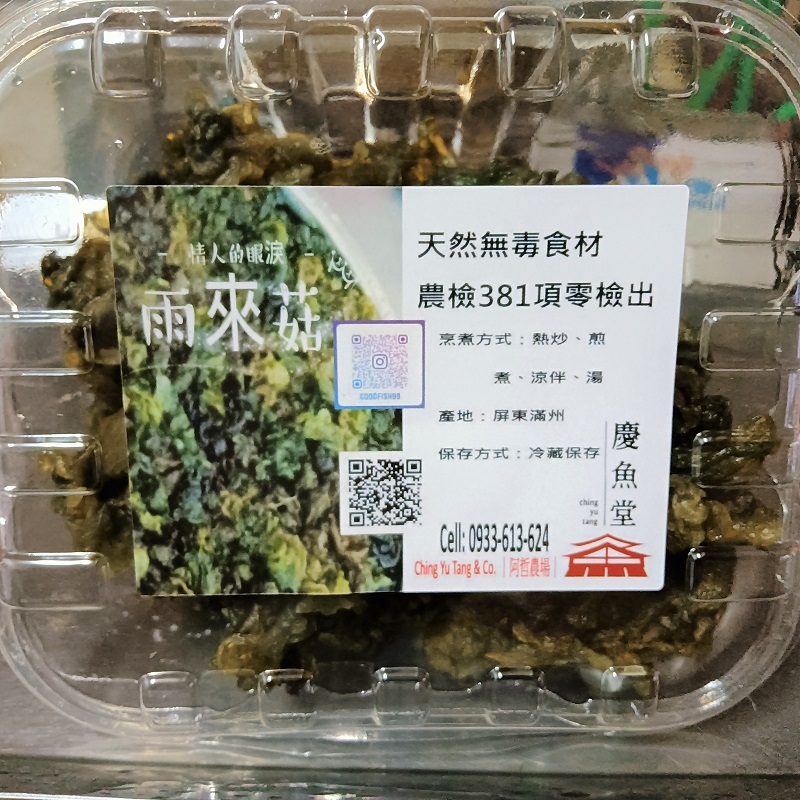 - 情人的眼淚 -
雨來菇
GOODFISH99
天然無毒食材
農檢381項零檢出
烹煮方式：熱炒、煎
煮、涼伴、湯
產地：屏東滿州
保存方式：冷藏保存
慶魚堂
ching
yu
tang
Cell: 0933-613-624
Ching Yu Tang & Co. | 阿哲農場